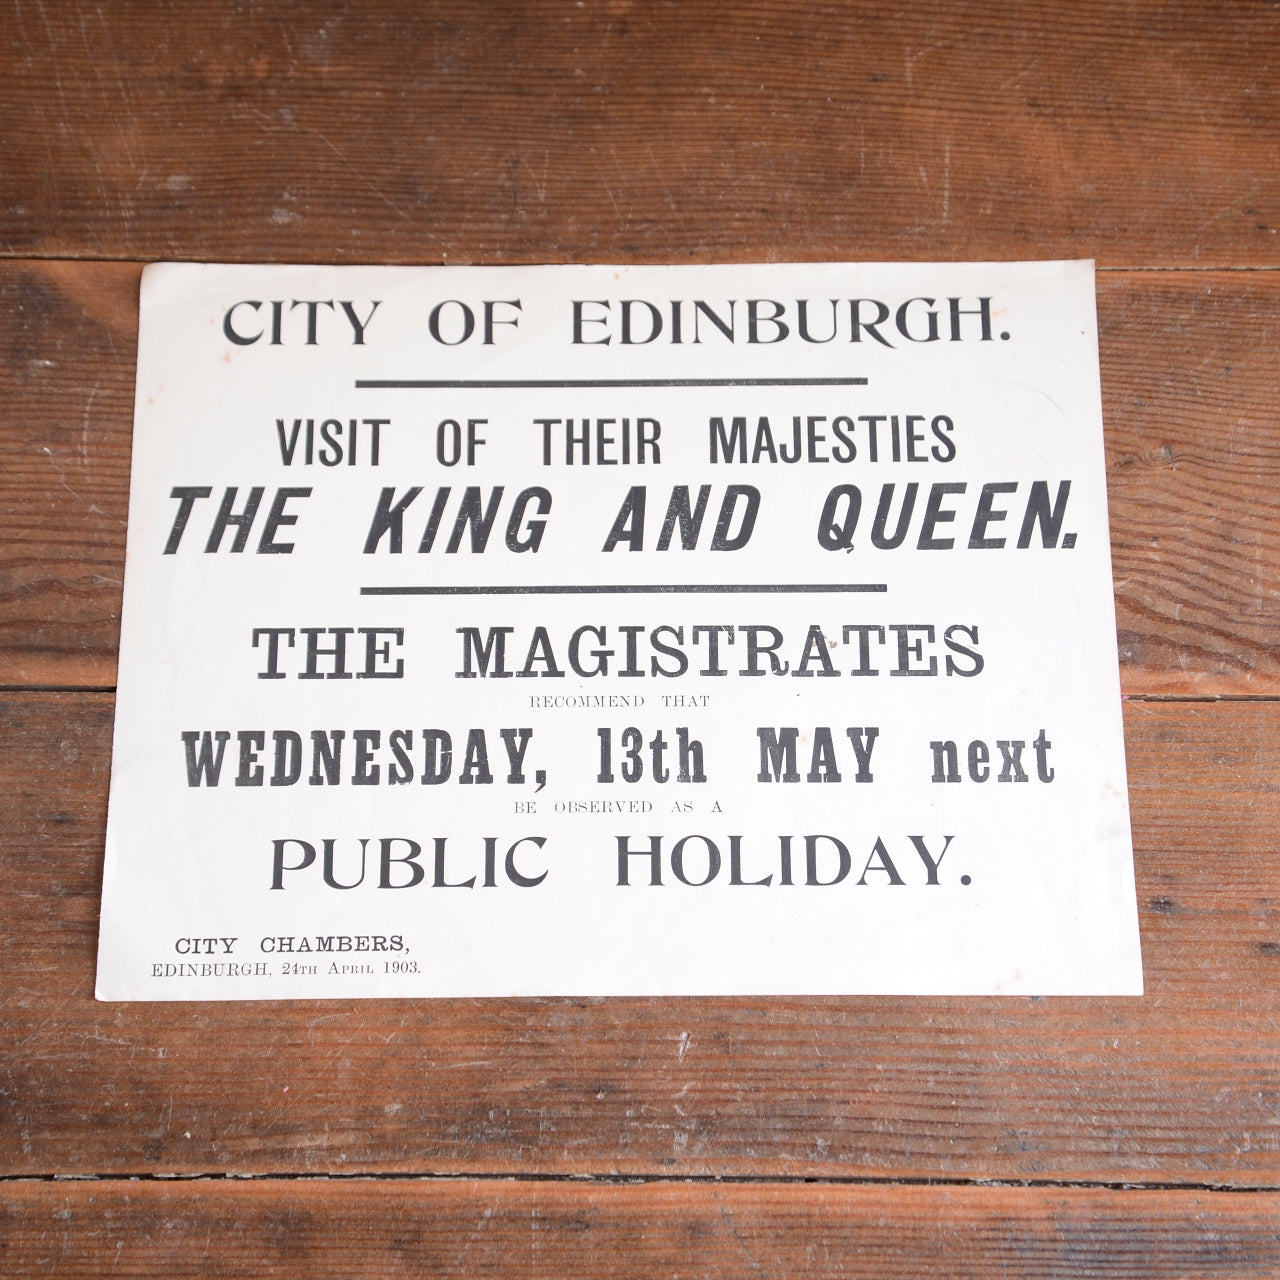 CITY OF EDINBURGH.
VISIT OF THEIR MAJESTIES
THE KING AND QUEEN.
THE MAGISTRATES
RECOMMEND THAT
WEDNESDAY, 13th MAY next
BE OBSERVED AS A
PUBLIC HOLIDAY.
CITY CHAMBERS,
EDINBURGH, 24TH APRIL 1903.